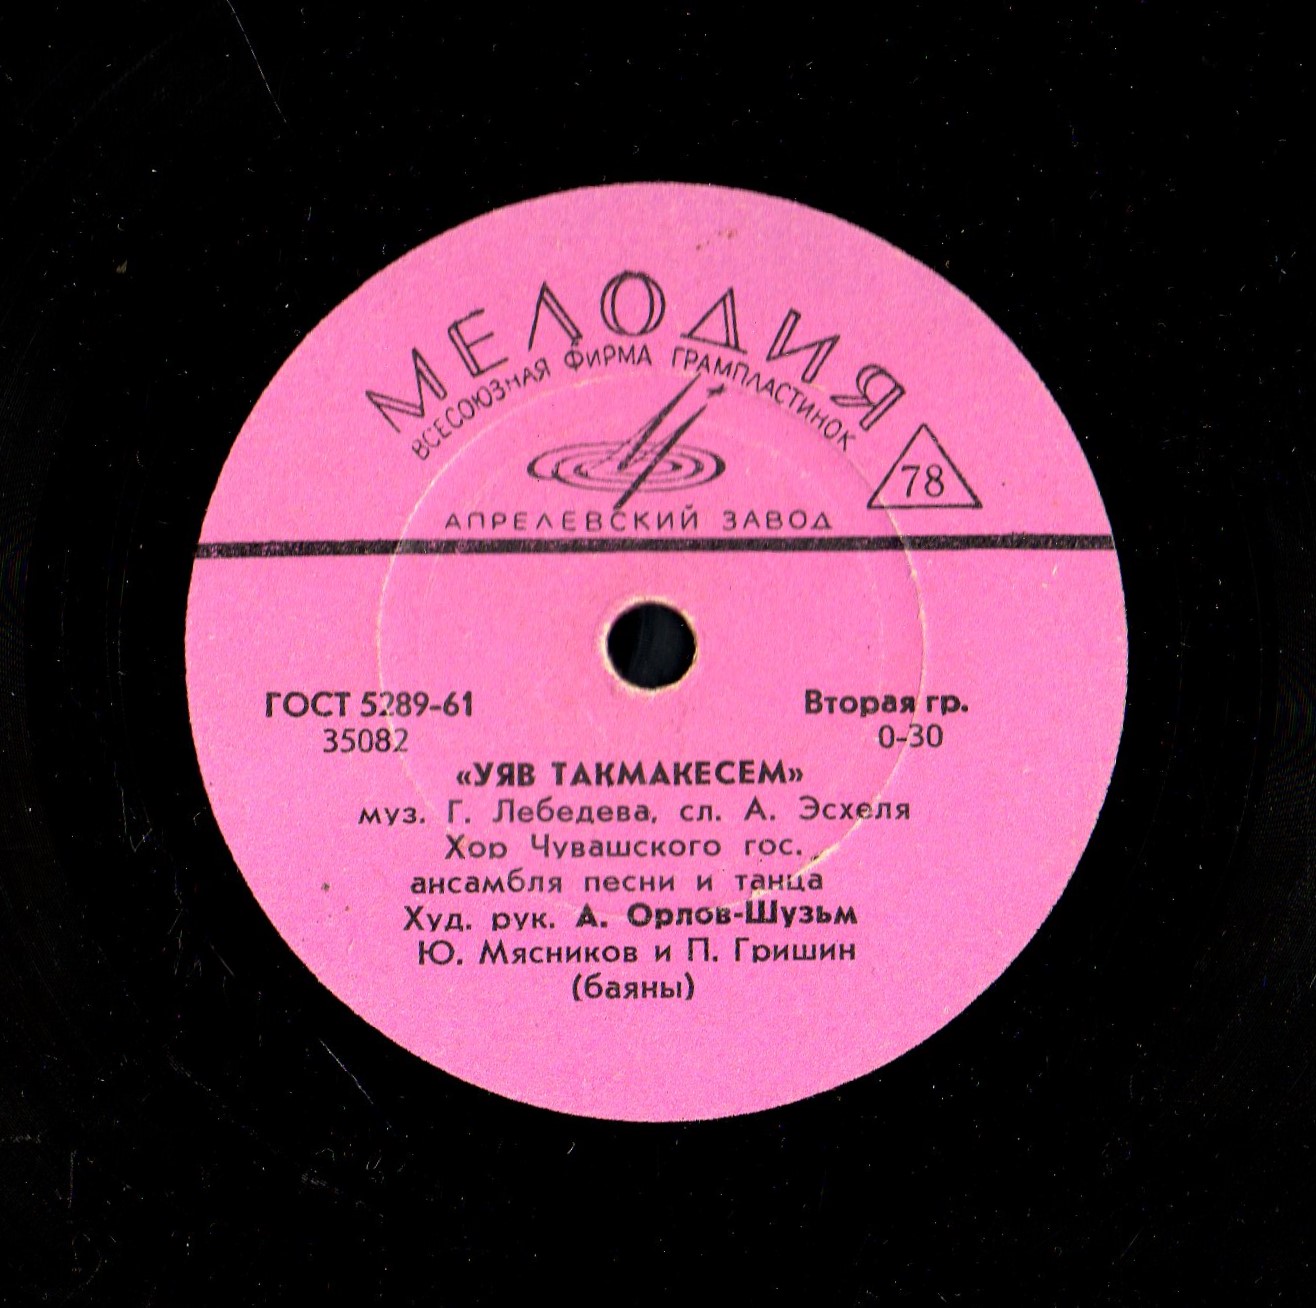 МЕЛОДИЯ
ВСЕСОЮЗНАЯ ФИРМА ГРАМПЛАСТИНОК
78
АПРЕЛЕВСКИЙ ЗАВОД
ГОСТ 5289-61 Вторая гр.
35082 0-30
«УЯВ ТАКМАКЕСЕМ»
муз. Г. Лебедева, сл. А. Эсхеля
Хор Чувашского гос.
ансамбля песни и танца
Худ. рук. А. Орлов-Шузьм
Ю. Мясников и П. Гришин
(баяны)